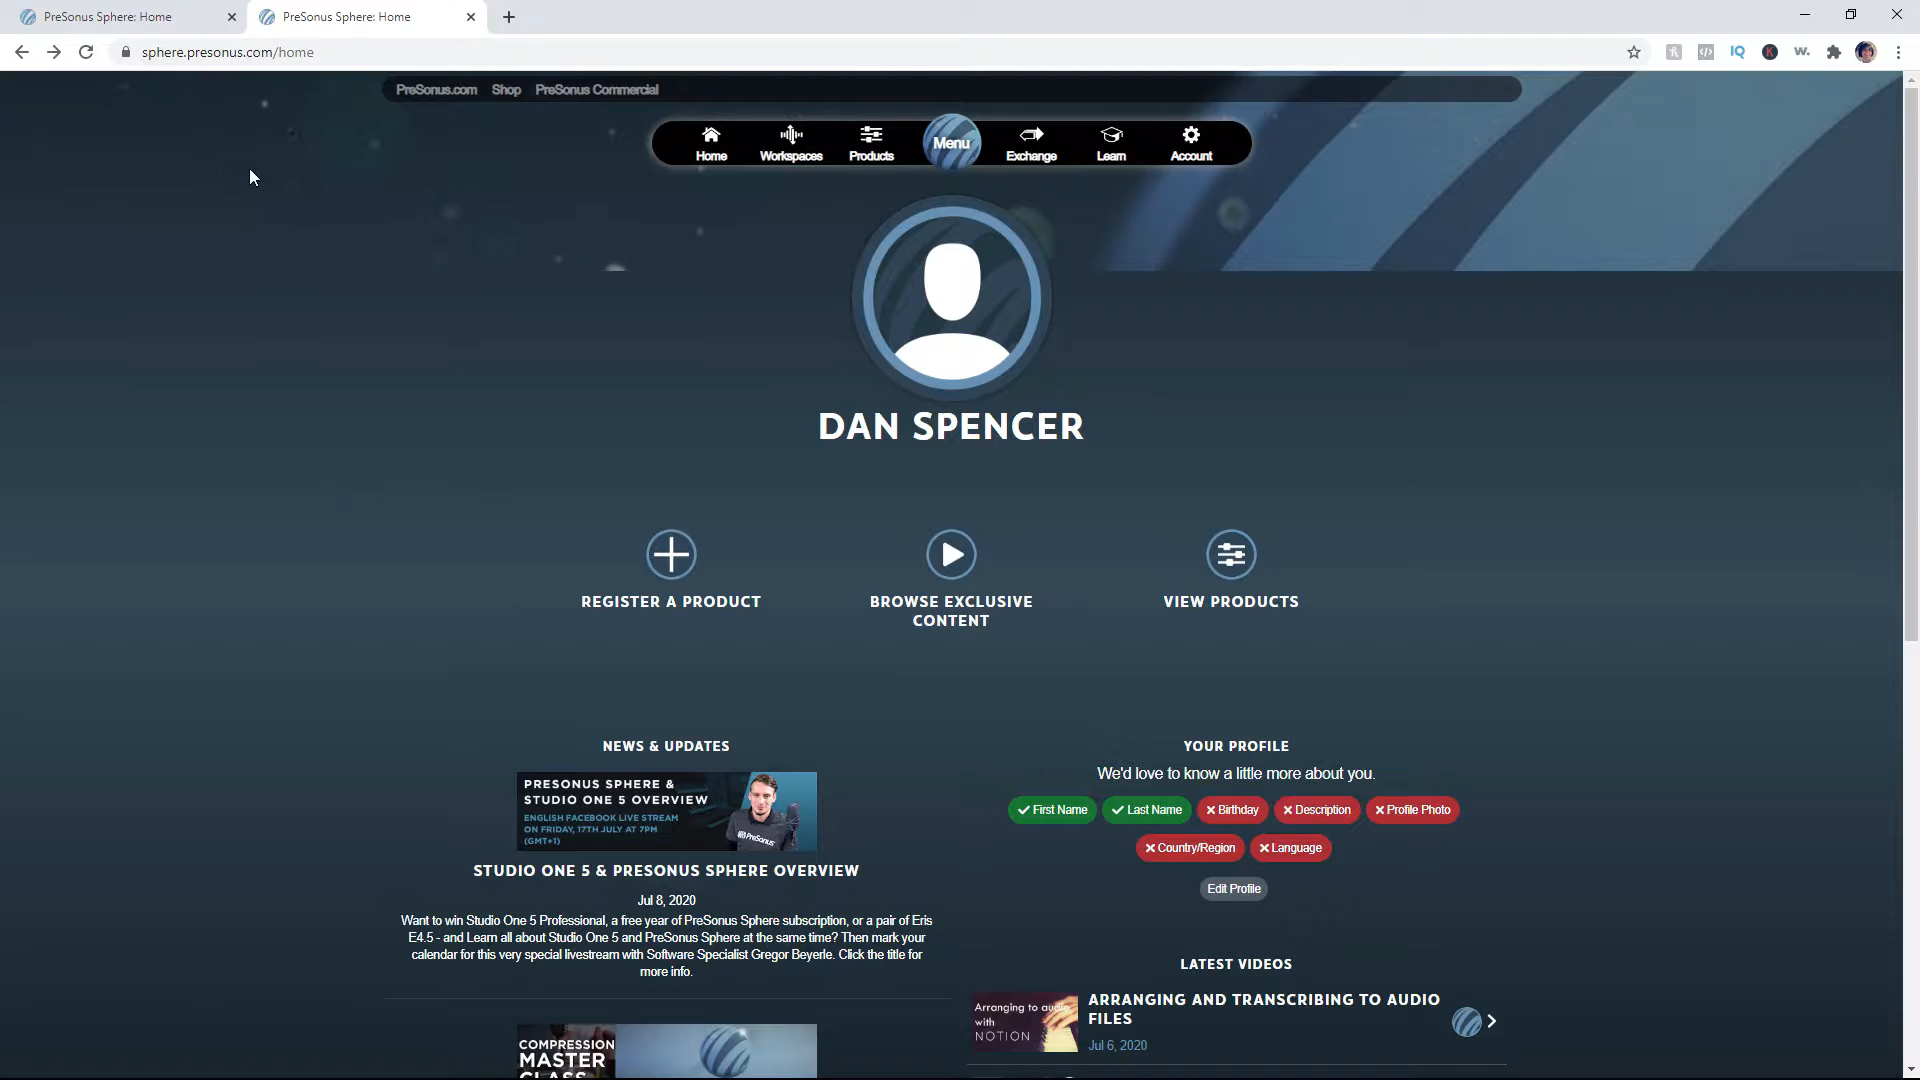 PreSonus Sphere: Home
PreSonus Sphere: Home
sphere.presonus.com/home
PreSonus.com Shop PreSonus Commercial
Home Workspaces Products Menu Exchange Learn Account
DAN SPENCER
REGISTER A PRODUCT
BROWSE EXCLUSIVE
CONTENT
VIEW PRODUCTS
NEWS & UPDATES
PRESONUS SPHERE &
STUDIO ONE 5 OVERVIEW
ENGLISH FACEBOOK LIVE STREAM
ON FRIDAY, 17TH JULY AT 7PM
(GMT+1)
PreSonus
STUDIO ONE 5 & PRESONUS SPHERE OVERVIEW
Jul 8, 2020
Want to win Studio One 5 Professional, a free year of PreSonus Sphere subscription, or a pair of Eris
E4.5 - and Learn all about Studio One 5 and PreSonus Sphere at the same time? Then mark your
calendar for this very special livestream with Software Specialist Gregor Beyerle. Click the title for
more info.
COMPRESSION
MASTER
CLASS
YOUR PROFILE
We'd love to know a little more about you.
First Name Last Name Birthday Description Profile Photo
Country/Region Language
Edit Profile
LATEST VIDEOS
Arranging to audio
with
NOTION
ARRANGING AND TRANSCRIBING TO AUDIO
FILES
Jul 6, 2020